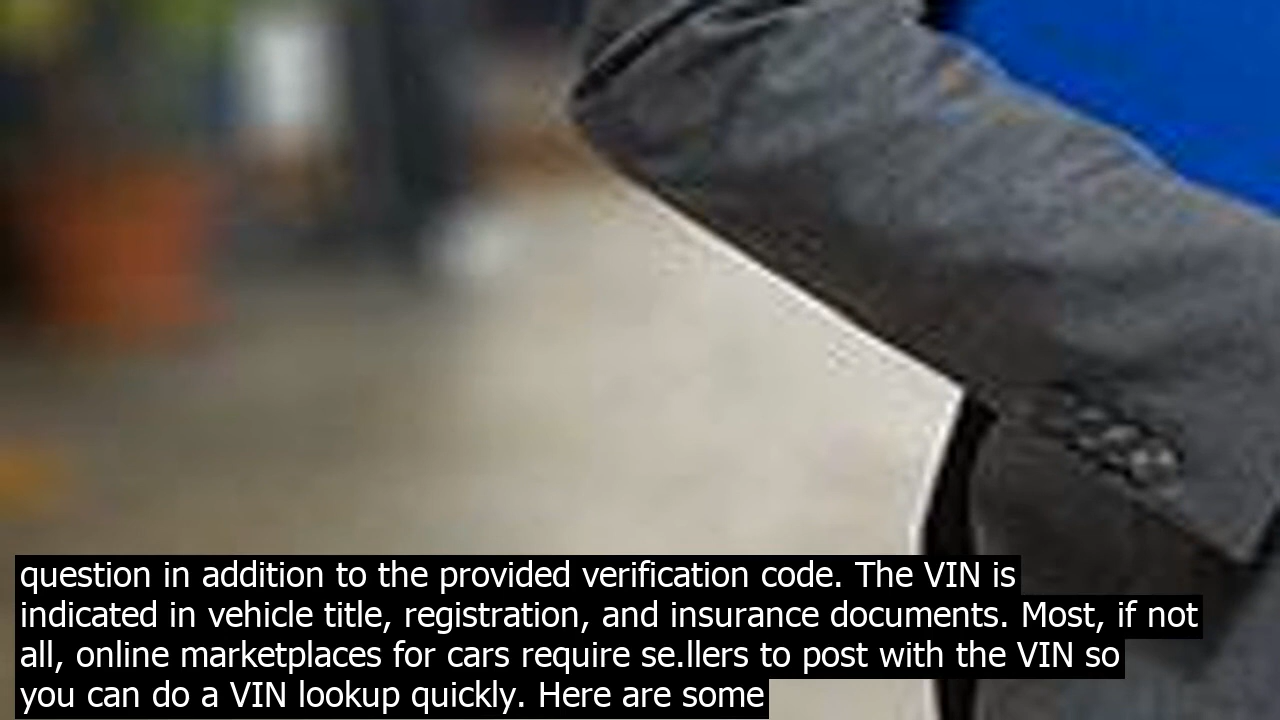 question in addition to the provided verification code. The VIN is
indicated in vehicle title, registration, and insurance documents. Most, if not
all, online marketplaces for cars require se.llers to post with the VIN so
you can do a VIN lookup quickly. Here are some